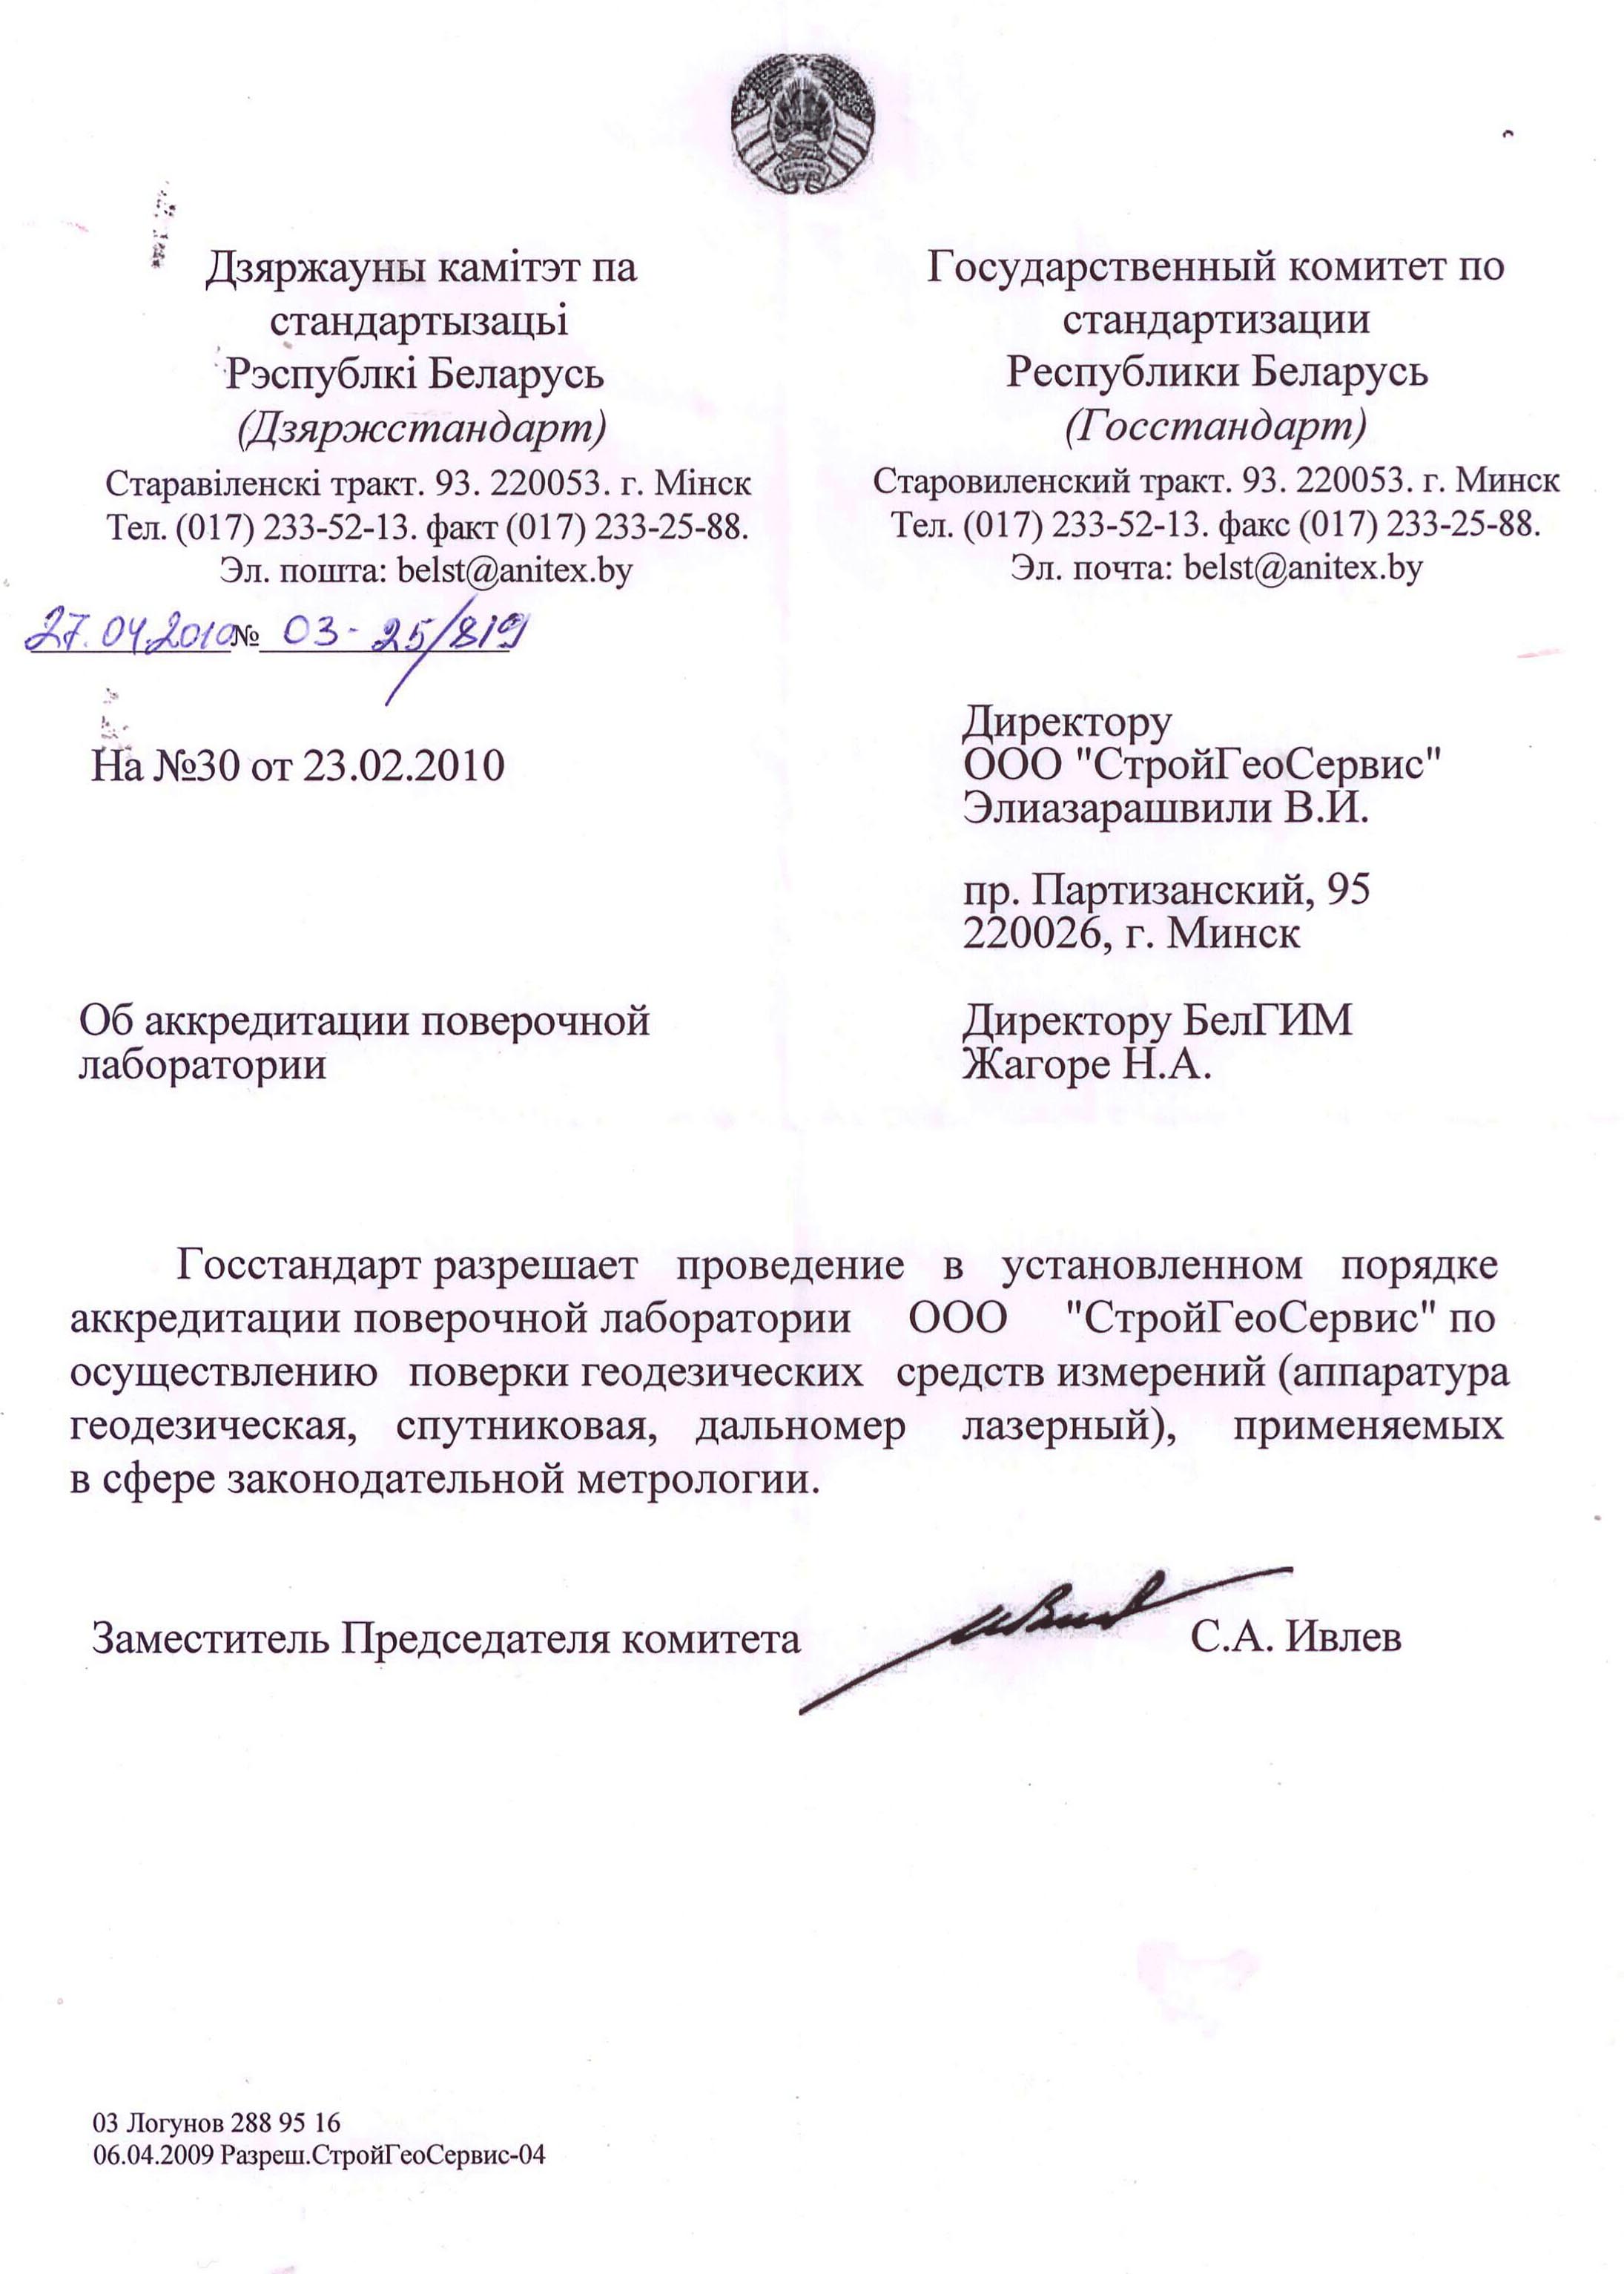 Дзяржауны камітэт па
стандартызацьі
Рэспублкі Беларусь
(Дзяржстандарт)
Старавіленскі тракт. 93. 220053. г. Мінск
Тел. (017) 233-52-13. факт (017) 233-25-88.
Эл. пошта: belst@anitex.by
27.04.2010 № 03-25/819
На №30 от 23.02.2010
Государственный комитет по
стандартизации
Республики Беларусь
(Госстандарт)
Старовиленский тракт. 93. 220053. г. Минск
Тел. (017) 233-52-13. факс (017) 233-25-88.
Эл. почта: belst@anitex.by
Директору
ООО "СтройГеоСервис"
Элиазарашвили В.И.
пр. Партизанский, 95
220026, г. Минск
Об аккредитации поверочной
лаборатории
Директору БелГИМ
Жагоре Н.А.
Госстандарт разрешает проведение в установленном порядке
аккредитации поверочной лаборатории ООО "СтройГеоСервис" по
осуществлению поверки геодезических средств измерений (аппаратура
геодезическая, спутниковая, дальномер лазерный), применяемых
в сфере законодательной метрологии.
Заместитель Председателя комитета С.А. Ивлев
03 Логунов 288 95 16
06.04.2009 Разреш.СтройГеоСервис-04